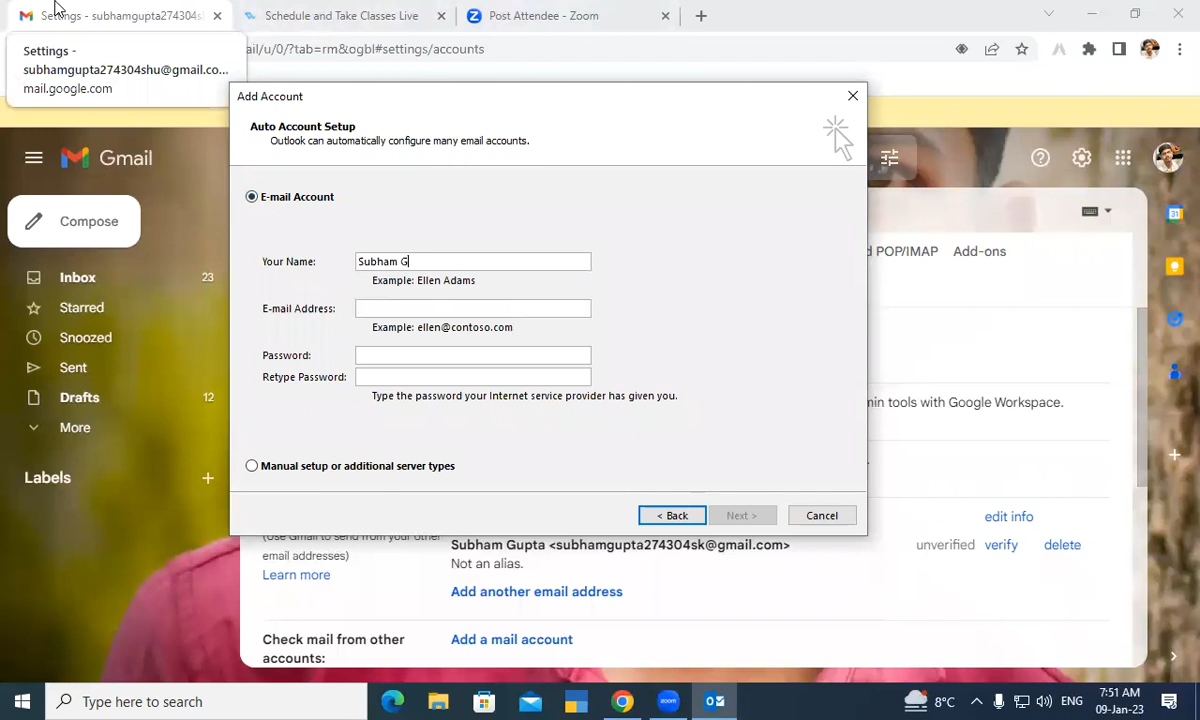 Settings - subhamgupta274304s
Schedule and Take Classes Live
Post Attendee - Zoom
Settings -
subhamgupta274304shu@gmail.co...
mail.google.com
ail/u/0/?tab=rm&ogbl#settings/accounts
Add Account
Auto Account Setup
Outlook can automatically configure many email accounts.
E-mail Account
Your Name:
Subham G
Example: Ellen Adams
E-mail Address:
Example: ellen@contoso.com
Password:
Retype Password:
Type the password your Internet service provider has given you.
Manual setup or additional server types
< Back
Next >
Cancel
Gmail
Compose
Inbox
23
Starred
Snoozed
Sent
Drafts
12
More
Labels
d POP/IMAP
Add-ons
min tools with Google Workspace.
edit info
(Use Gmail to send from your other
email addresses)
Learn more
Subham Gupta <subhamgupta274304sk@gmail.com>
Not an alias.
unverified
verify
delete
Add another email address
Check mail from other
accounts:
Add a mail account
Type here to search
zoom
8°C
ENG
7:51 AM
09-Jan-23